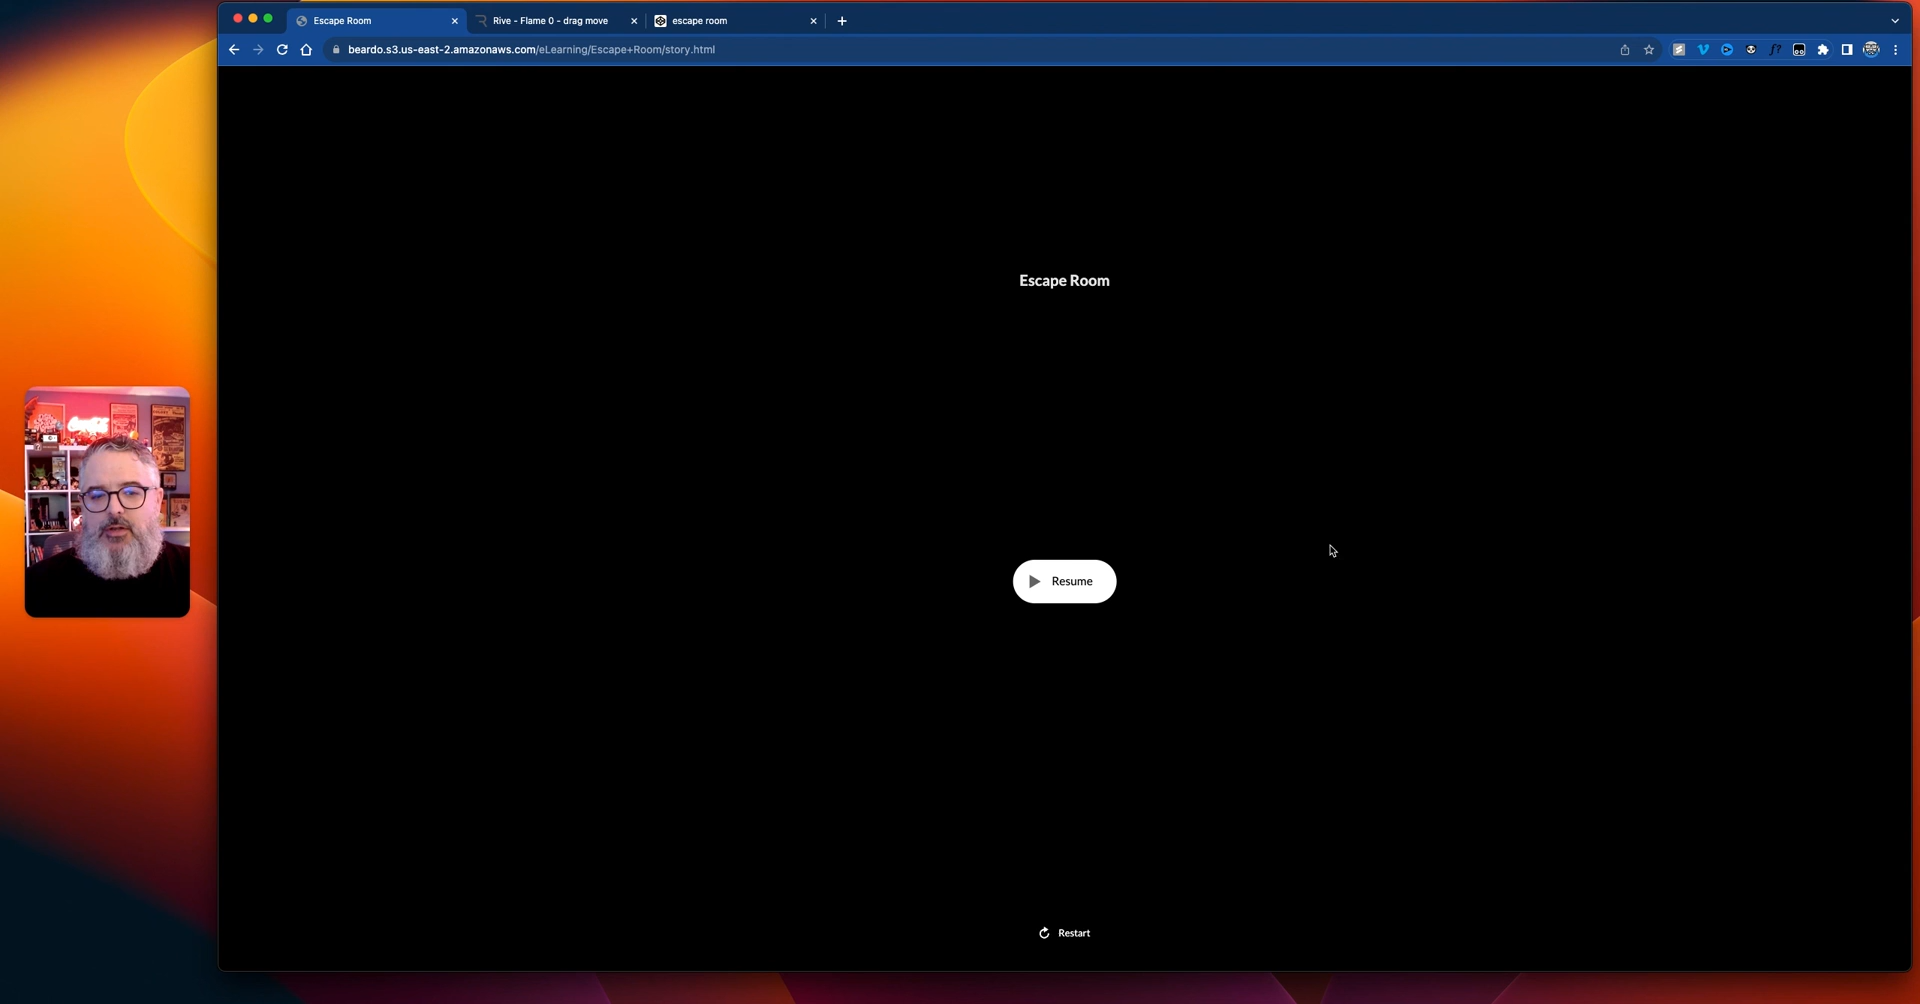 Escape Room
Rive - Flame 0 - drag move
escape room
beardo.s3.us-east-2.amazonaws.com/eLearning/Escape+Room/story.html
f?
Escape Room
Resume
Restart